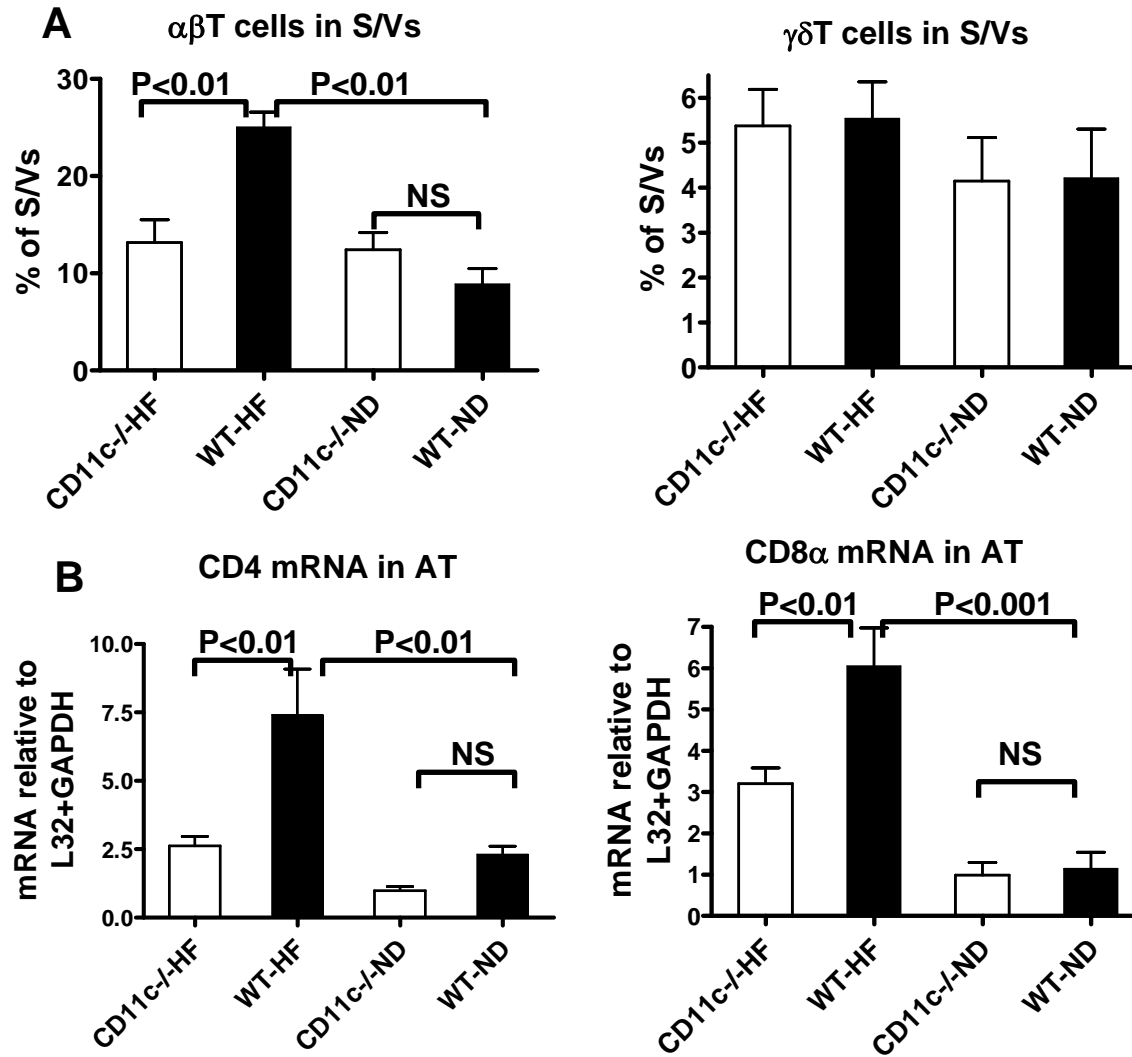 A
αβT cells in S/Vs
P<0.01
P<0.01
NS
% of S/Vs
30
20
10
0
CD11c-/-HF
WT-HF
CD11c-/-ND
WT-ND
γδT cells in S/Vs
% of S/Vs
6
5
4
3
2
1
0
CD11c-/-HF
WT-HF
CD11c-/-ND
WT-ND
B
CD4 mRNA in AT
P<0.01
P<0.01
NS
mRNA relative to
L32+GAPDH
10.0
7.5
5.0
2.5
0.0
CD11c-/-HF
WT-HF
CD11c-/-ND
WT-ND
CD8α mRNA in AT
P<0.01
P<0.001
NS
mRNA relative to
L32+GAPDH
7
6
5
4
3
2
1
0
CD11c-/-HF
WT-HF
CD11c-/-ND
WT-ND